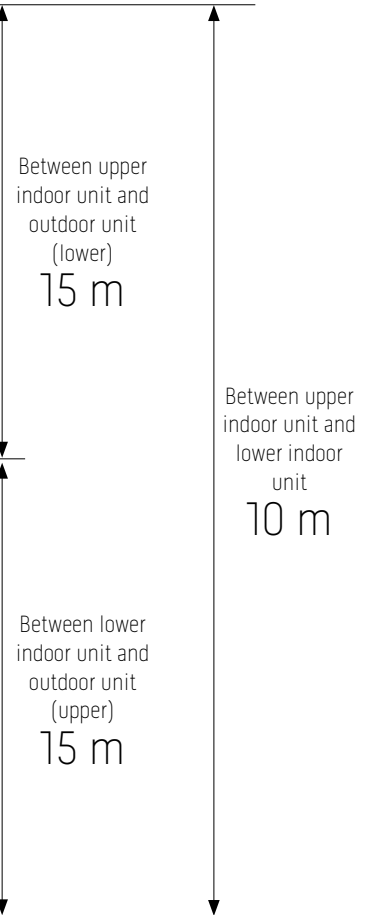 Between upper
indoor unit and
outdoor unit
(lower)
15 m
Between upper
indoor unit and
lower indoor
unit
10 m
Between lower
indoor unit and
outdoor unit
(upper)
15 m